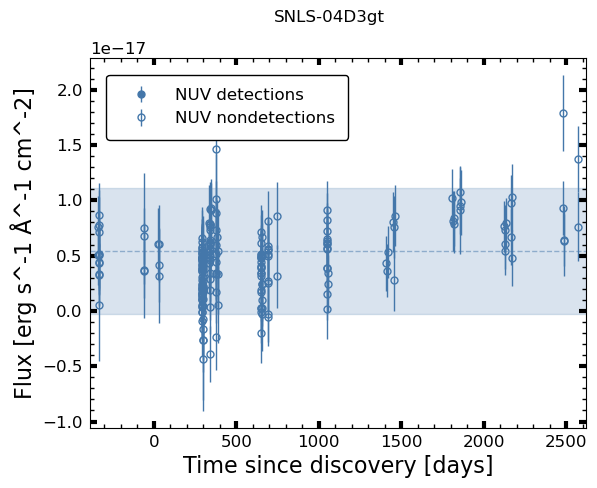 SNLS-04D3gt
1e−17
NUV detections
NUV nondetections
2.0
1.5
1.0
0.5
0.0
−0.5
−1.0
Flux [erg s^-1 Å^-1 cm^-2]
0 500 1000 1500 2000 2500
Time since discovery [days]